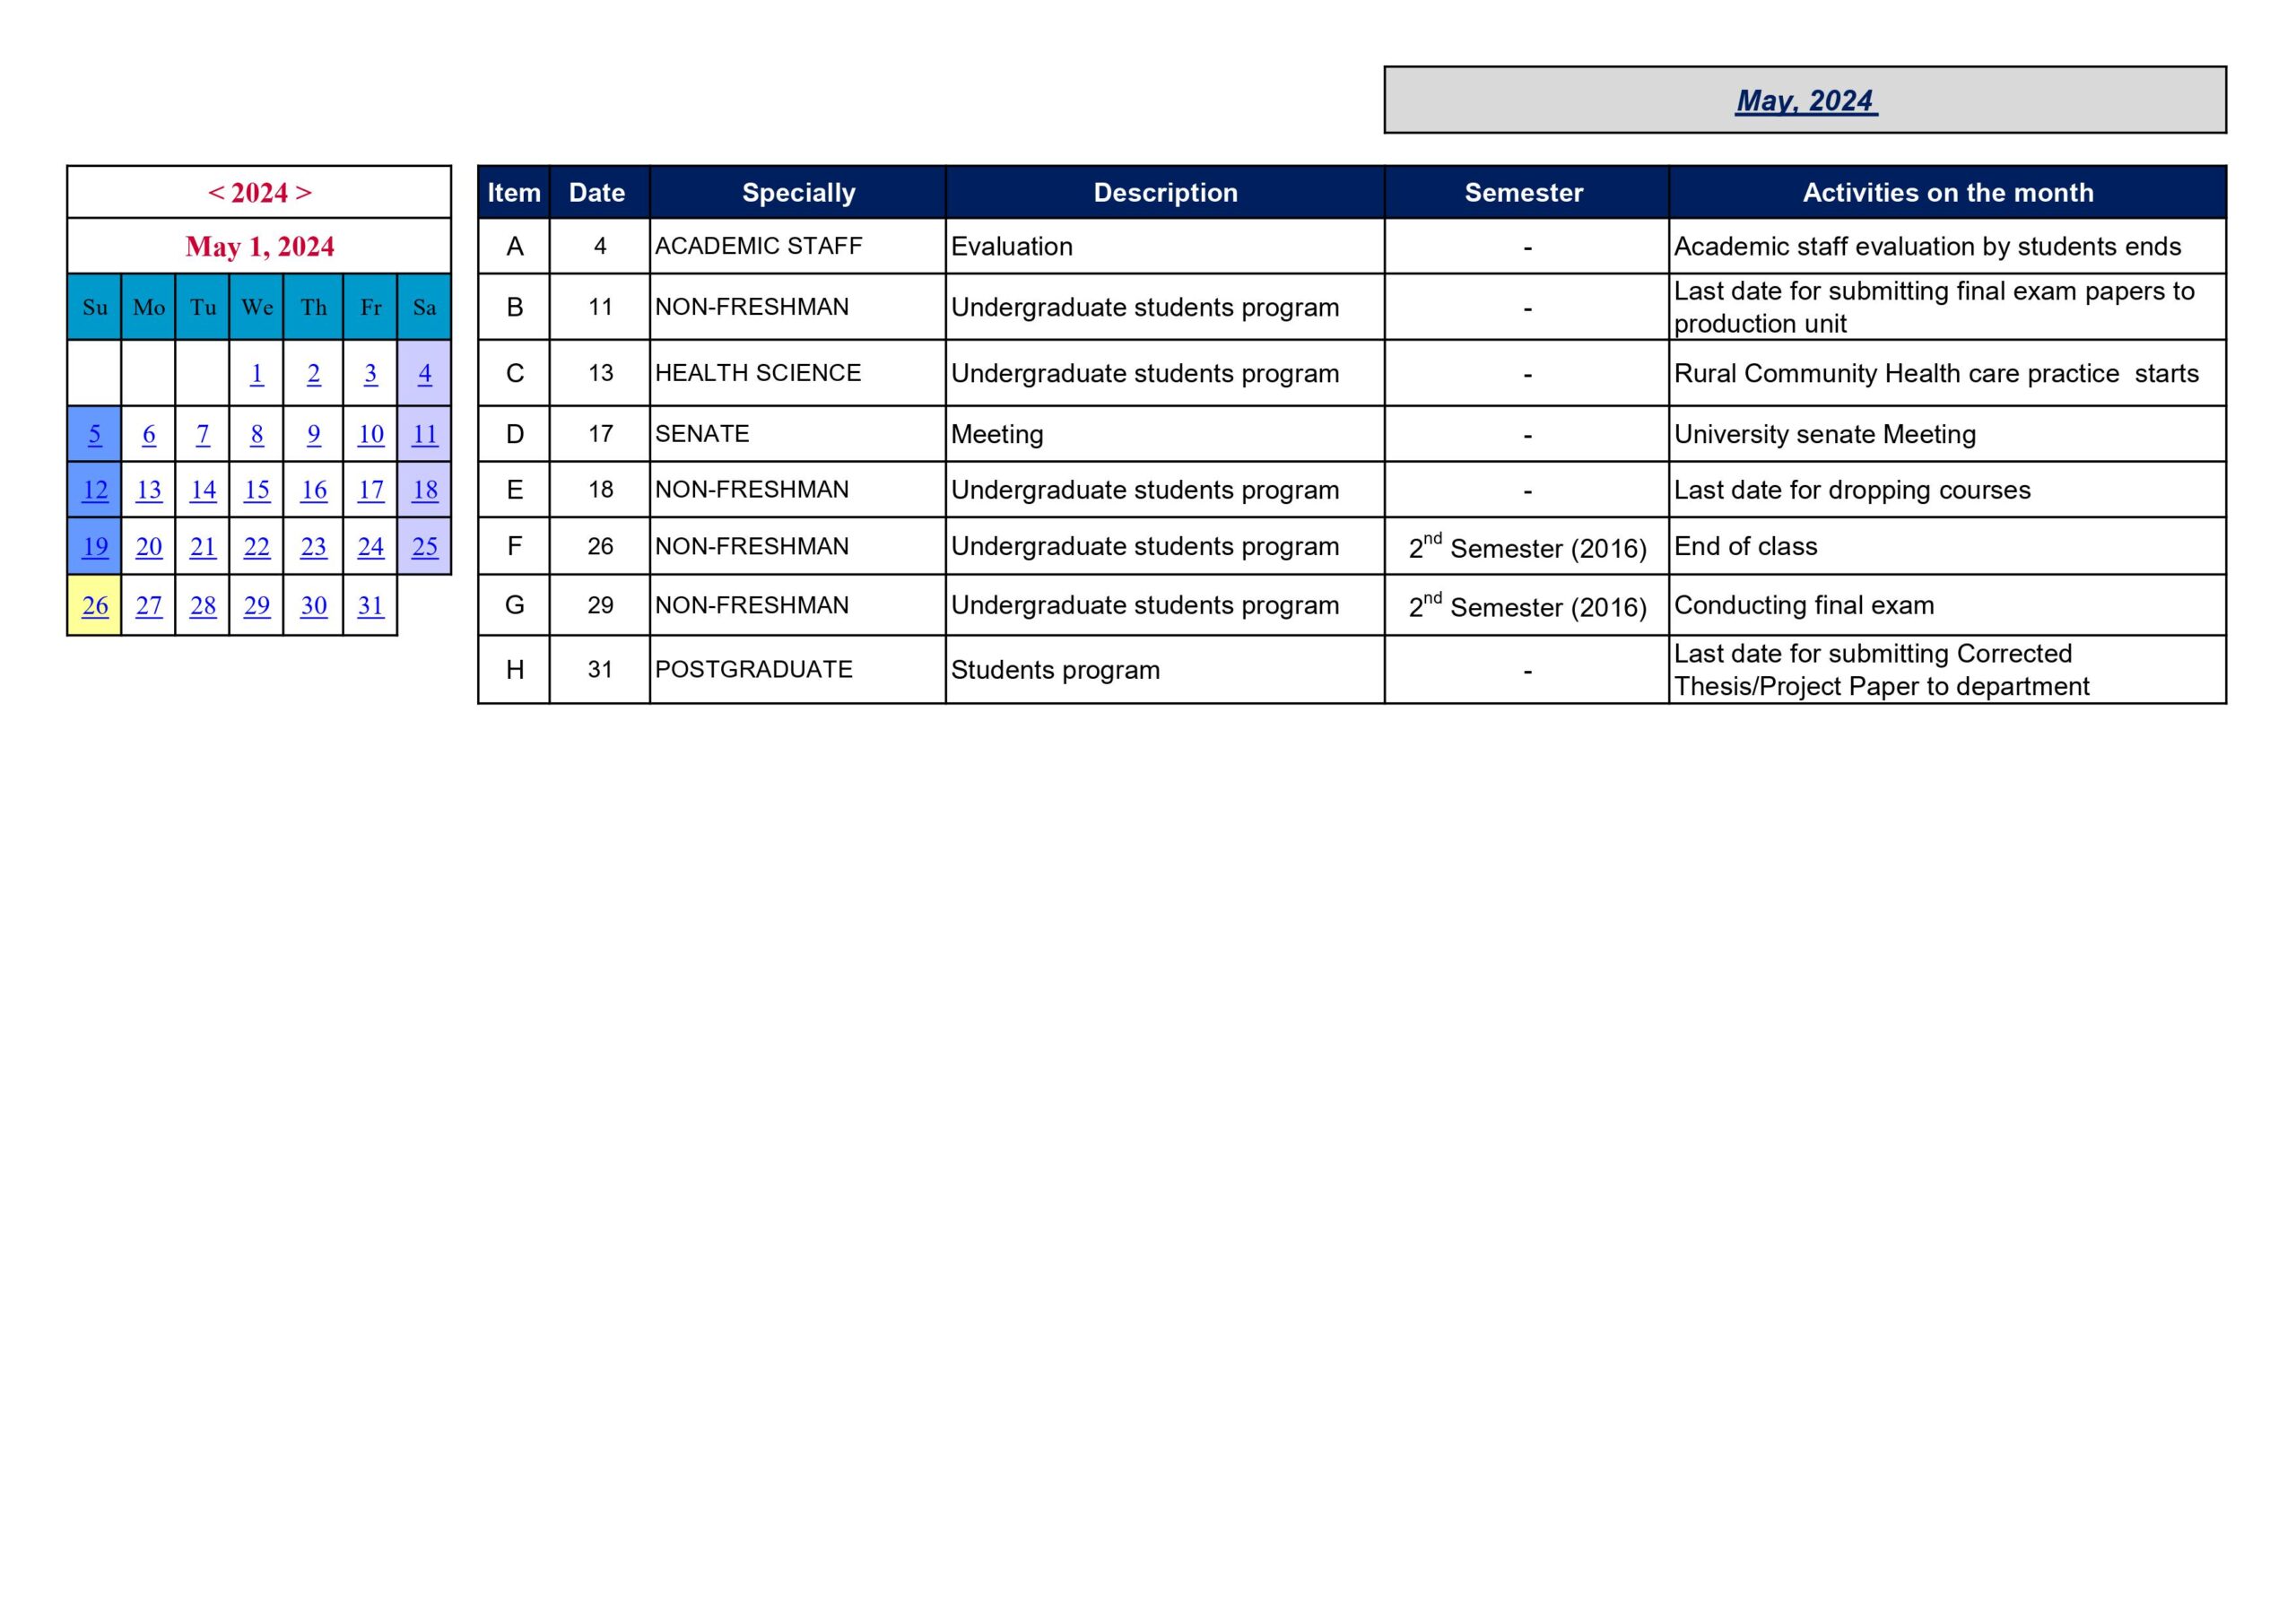 May, 2024
< 2024 >
May 1, 2024
Su Mo Tu We Th Fr Sa
1 2 3 4
5 6 7 8 9 10 11
12 13 14 15 16 17 18
19 20 21 22 23 24 25
26 27 28 29 30 31
Item Date Specially Description Semester Activities on the month
A 4 ACADEMIC STAFF Evaluation - Academic staff evaluation by students ends
B 11 NON-FRESHMAN Undergraduate students program - Last date for submitting final exam papers to
production unit
C 13 HEALTH SCIENCE Undergraduate students program - Rural Community Health care practice starts
D 17 SENATE Meeting - University senate Meeting
E 18 NON-FRESHMAN Undergraduate students program - Last date for dropping courses
F 26 NON-FRESHMAN Undergraduate students program 2nd Semester (2016) End of class
G 29 NON-FRESHMAN Undergraduate students program 2nd Semester (2016) Conducting final exam
H 31 POSTGRADUATE Students program - Last date for submitting Corrected
Thesis/Project Paper to department